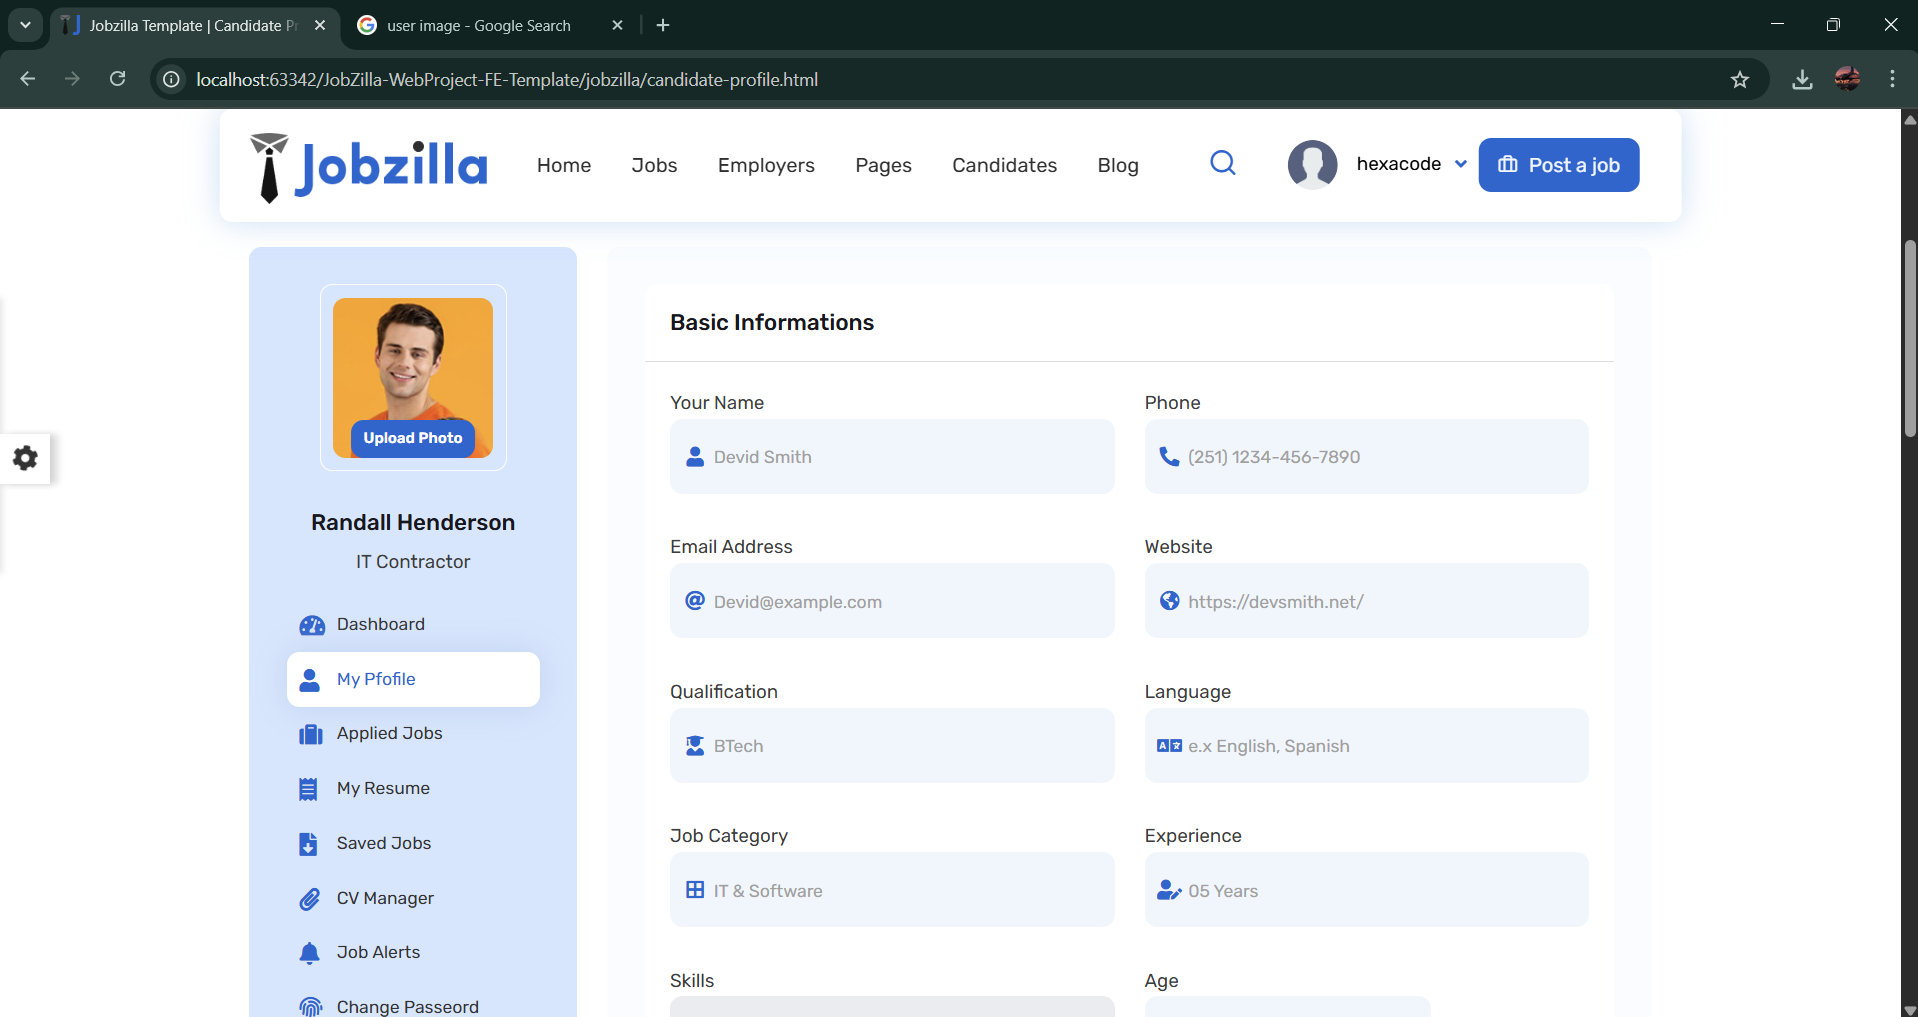 Jobzilla Template | Candidate Pr
user image - Google Search
localhost:63342/JobZilla-WebProject-FE-Template/jobzilla/candidate-profile.html
Jobzilla
Home
Jobs
Employers
Pages
Candidates
Blog
hexacode
Post a job
Upload Photo
Randall Henderson
IT Contractor
Dashboard
My Pfofile
Applied Jobs
My Resume
Saved Jobs
CV Manager
Job Alerts
Change Passeord
Basic Informations
Your Name
Devid Smith
Phone
(251) 1234-456-7890
Email Address
Devid@example.com
Website
https://devsmith.net/
Qualification
BTech
Language
e.x English, Spanish
Job Category
IT & Software
Experience
05 Years
Skills
Age